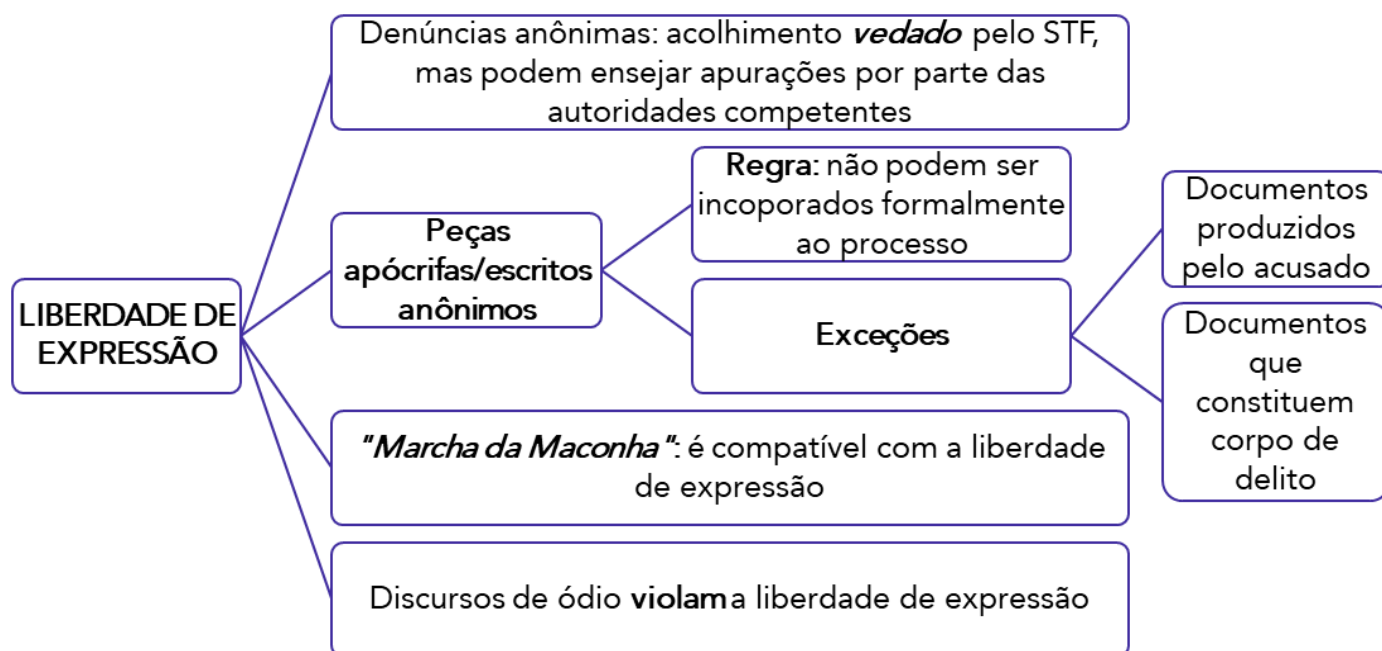 Denúncias anônimas: acolhimento vedado pelo STF,
mas podem ensejar apurações por parte das
autoridades competentes
Regra: não podem ser
incoporados formalmente
ao processo
Documentos
produzidos
pelo acusado
Peças
apócrifas/escritos
anônimos
LIBERDADE DE
EXPRESSÃO
Exceções
Documentos
que
constituem
corpo de
delito
"Marcha da Maconha": é compatível com a liberdade
de expressão
Discursos de ódio violam a liberdade de expressão